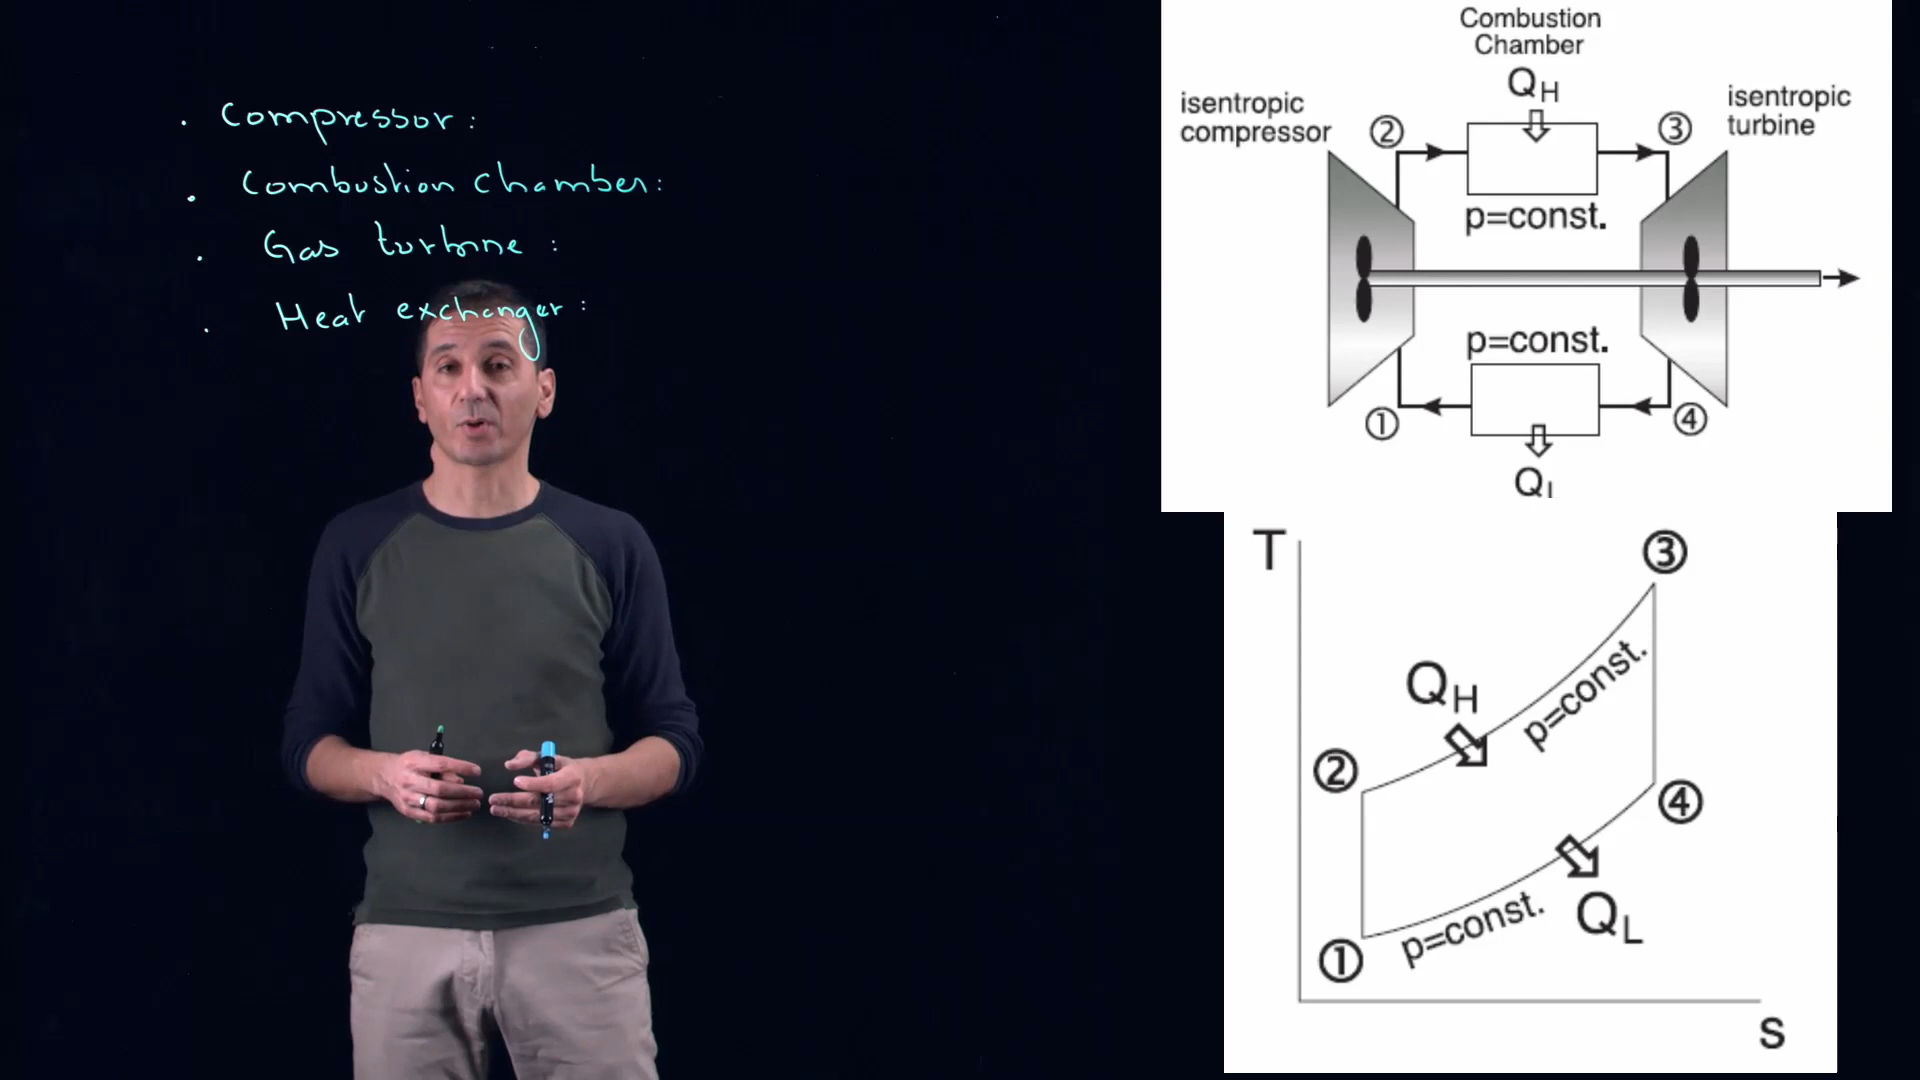 . Compressor:
. Combustion chamber:
. Gas turbine:
. Heat exchanger:
Combustion
Chamber
QH
isentropic
compressor
isentropic
turbine
②
③
p=const.
p=const.
①
④
QL
T
③
QH
p=const.
②
④
QL
p=const.
①
S